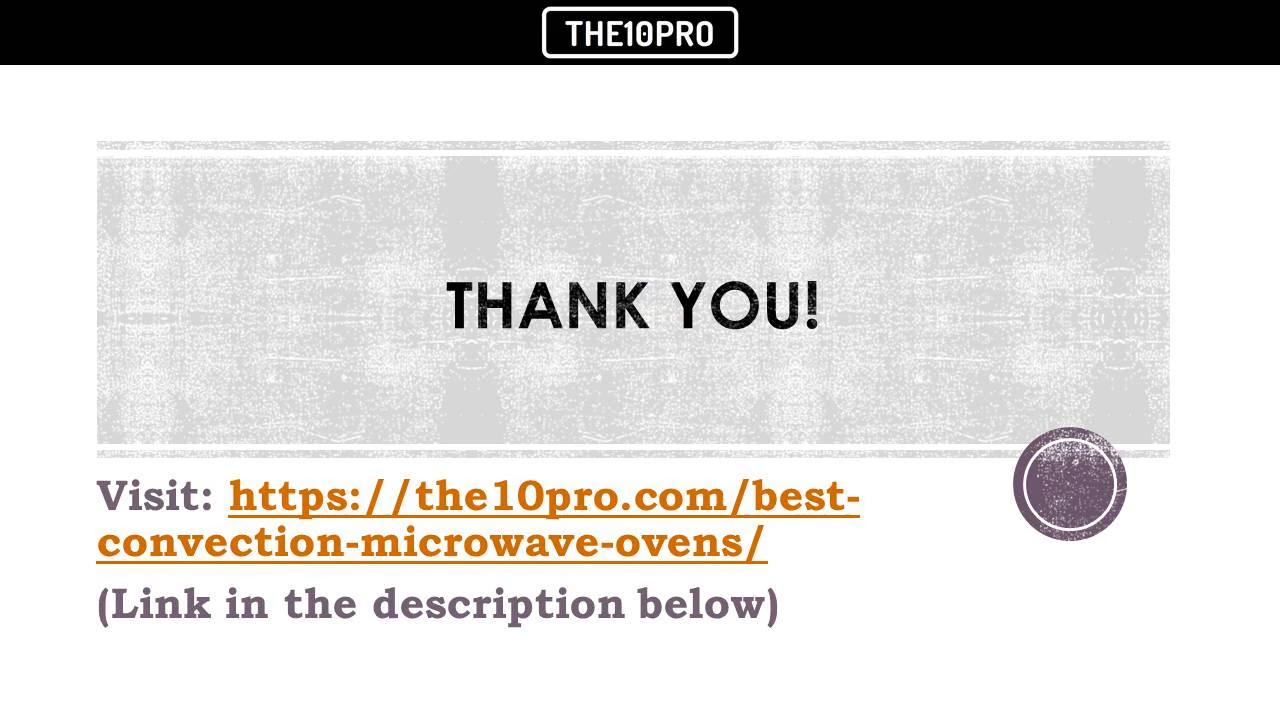 THE10PRO
THANK YOU!
Visit: https://the10pro.com/best-
convection-microwave-ovens/
(Link in the description below)